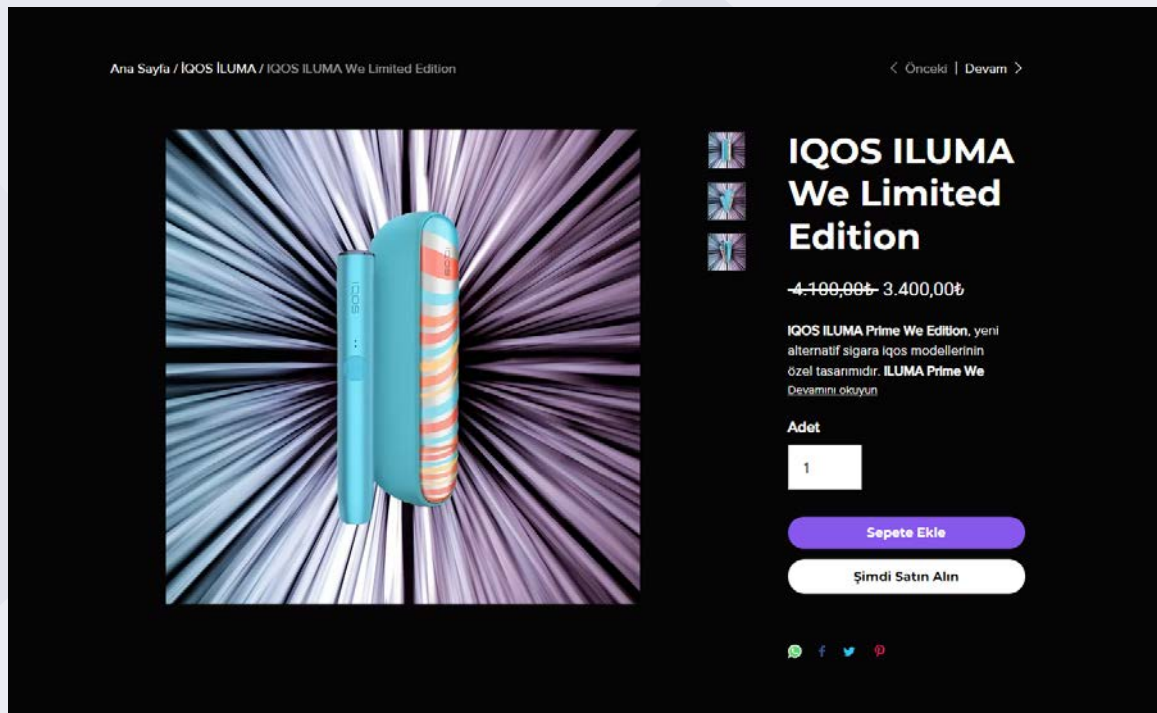 Ana Sayfa / İQOS İLUMA / IQOS ILUMA We Limited Edition
< Önceki | Devam >
IQOS
IQOS
IQOS ILUMA
We Limited
Edition
4.100,00₺ 3.400,00₺
IQOS ILUMA Prime We Edition, yeni
alternatif sigara iqos modellerinin
özel tasarımıdır. ILUMA Prime We
Devamını okuyun
Adet
1
Sepete Ekle
Şimdi Satın Alın